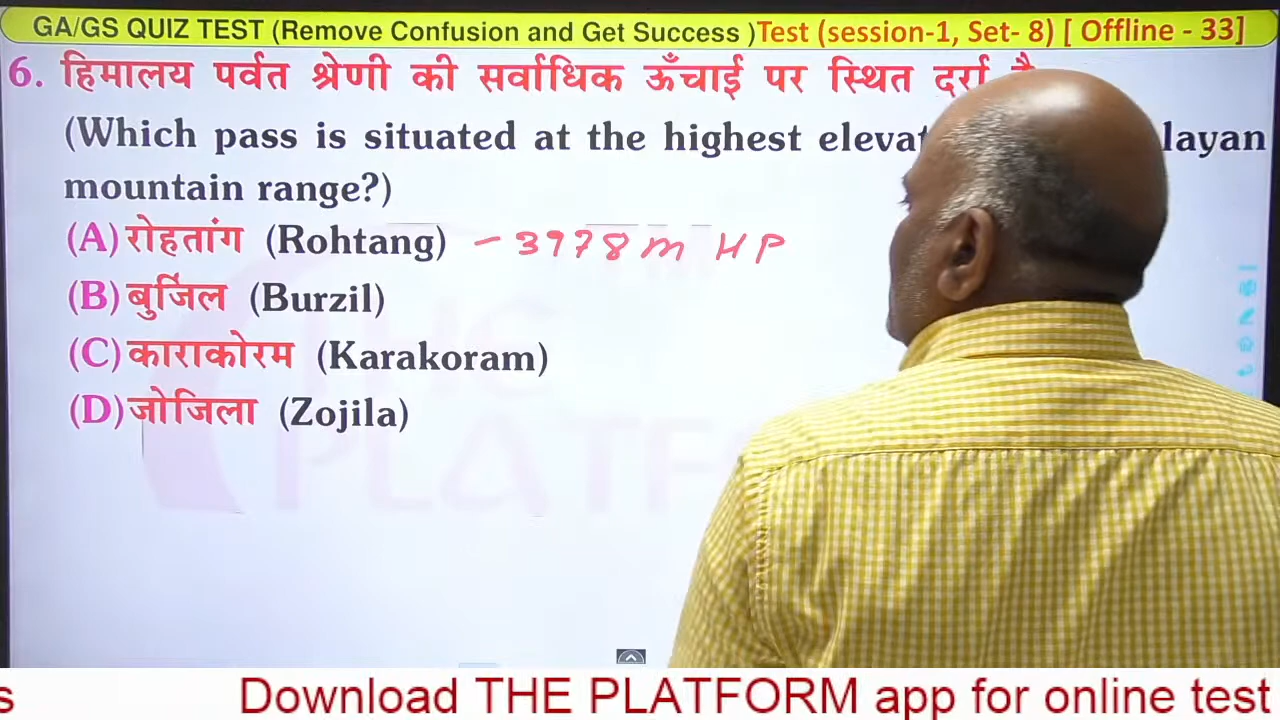 GA/GS QUIZ TEST (Remove Confusion and Get Success )Test (session-1, Set- 8) [ Offline - 33]
6. हिमालय पर्वत श्रेणी की सर्वाधिक ऊँचाई पर स्थित दर्रा
(Which pass is situated at the highest
mountain range?)
(A) रोहतांग (Rohtang) - 3978 m HP
(B) बुर्जिल (Burzil)
(C) काराकोरम (Karakoram)
(D) जोजिला (Zojila)
THE
PLATF
Download THE PLATFORM app for online test